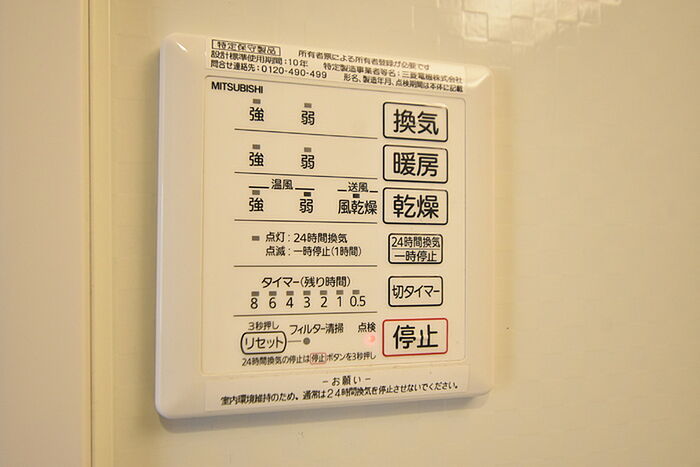 特定保守製品 所有者票による所有者登録が必要です
設計標準使用期間：10年 特定製造事業者等名：三菱電機株式会社
問合せ連絡先：0120-490-499 形名、製造年月、点検期間は本体に記載
MITSUBISHI
強 弱 換気
強 弱 暖房
温風 送風
強 弱 風乾燥 乾燥
点灯：24時間換気
点滅：一時停止(1時間)
24時間換気
一時停止
タイマー(残り時間)
8 6 4 3 2 1 0.5
切タイマー
3秒押し
リセット フィルター清掃 点検
停止
24時間換気の停止は停止ボタンを3秒押し
－お願い－
室内環境維持のため、通常は24時間換気を停止させないでください。